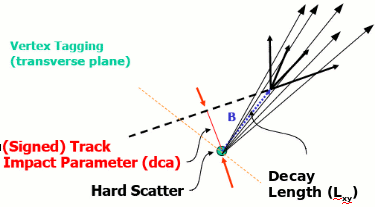 Vertex Tagging
(transverse plane)
B
(Signed) Track
Impact Parameter (dca)
Hard Scatter
Decay
Length (Lxy)